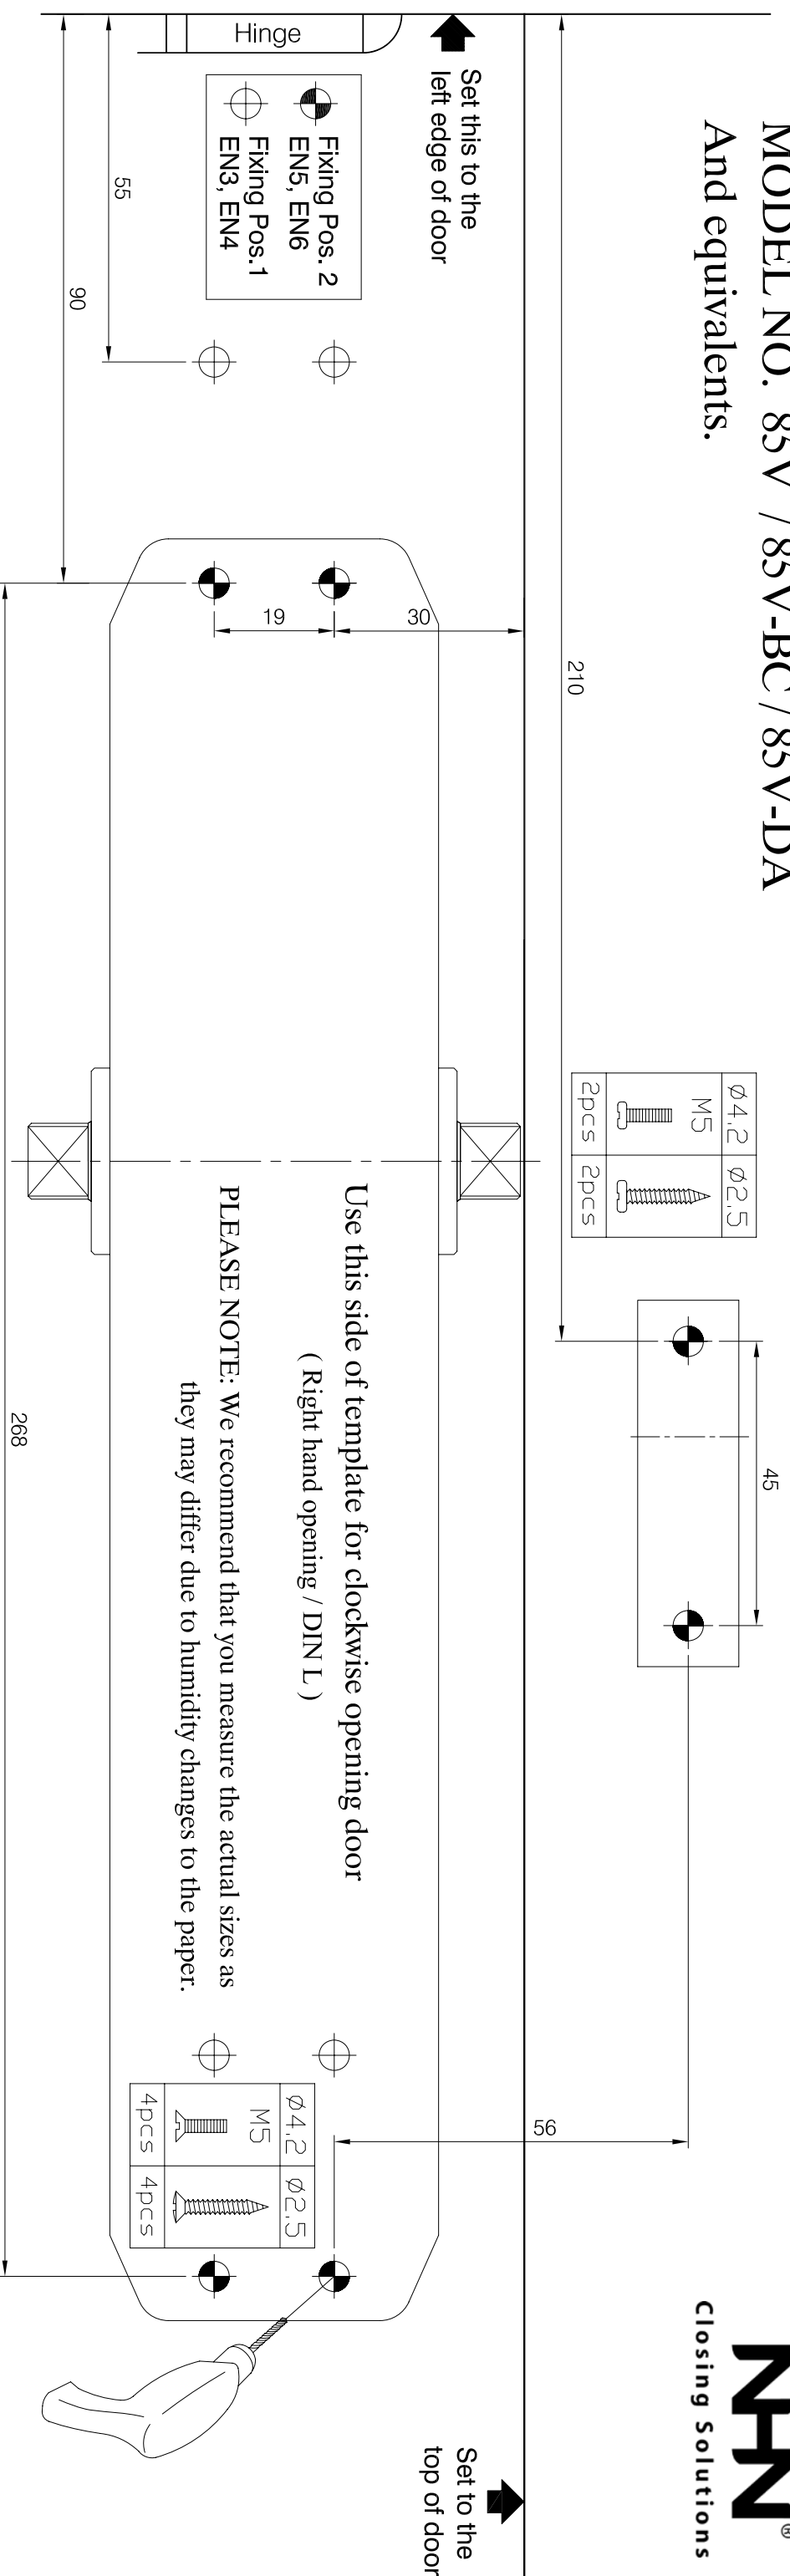 MODEL NO. 85V / 85V-BC / 85V-DA
And equivalents.
NHN
®
Closing Solutions
Set this to the
left edge of door
Set to the
top of door
Hinge
Fixing Pos. 2
EN5, EN6
Fixing Pos.1
EN3, EN4
55
90
210
19
30
45
56
268
Ø4,2 Ø2,5
M5
2pcs 2pcs
Use this side of template for clockwise opening door
( Right hand opening / DIN L )
PLEASE NOTE: We recommend that you measure the actual sizes as
they may differ due to humidity changes to the paper.
Ø4,2 Ø2,5
M5
4pcs 4pcs